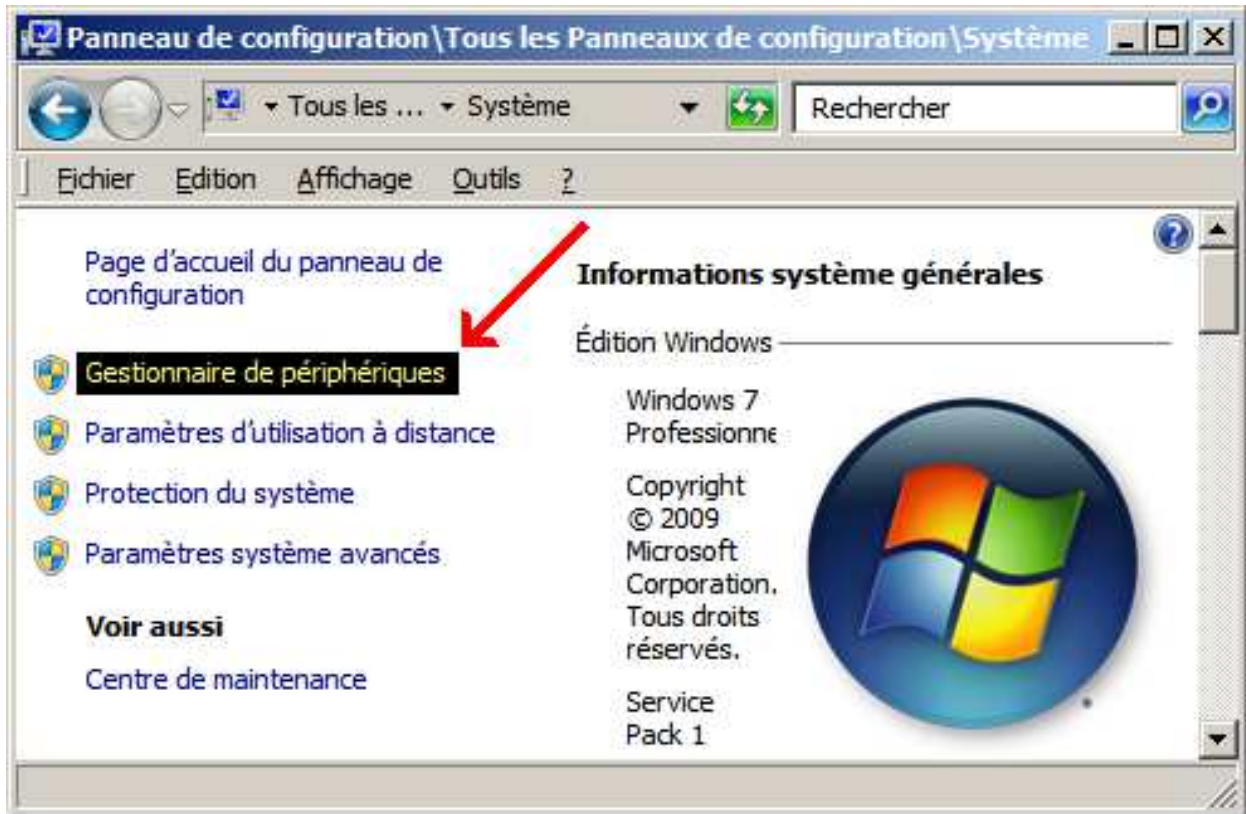 Panneau de configuration\Tous les Panneaux de configuration\Système
Tous les ... Système
Rechercher
Fichier Edition Affichage Outils ?
Page d'accueil du panneau de
configuration
Gestionnaire de périphériques
Paramètres d'utilisation à distance
Protection du système
Paramètres système avancés
Voir aussi
Centre de maintenance
Informations système générales
Édition Windows
Windows 7
Professionne
Copyright
© 2009
Microsoft
Corporation.
Tous droits
réservés.
Service
Pack 1